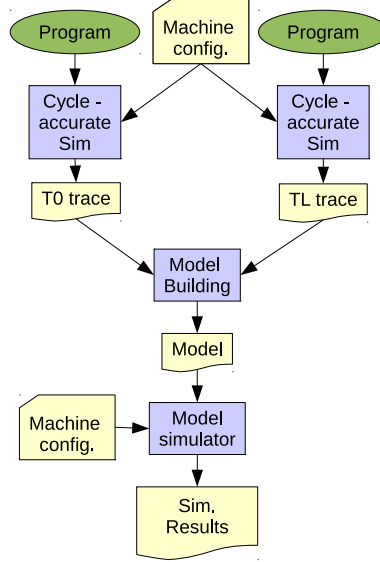 Program
Machine
config.
Program
Cycle -
accurate
Sim
Cycle -
accurate
Sim
T0 trace
TL trace
Model
Building
Model
Machine
config.
Model
simulator
Sim.
Results